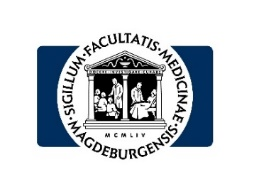 SIGILLUM • FACULTATIS • MEDICINAE • MAGDEBURGENSIS •
MCMLIV